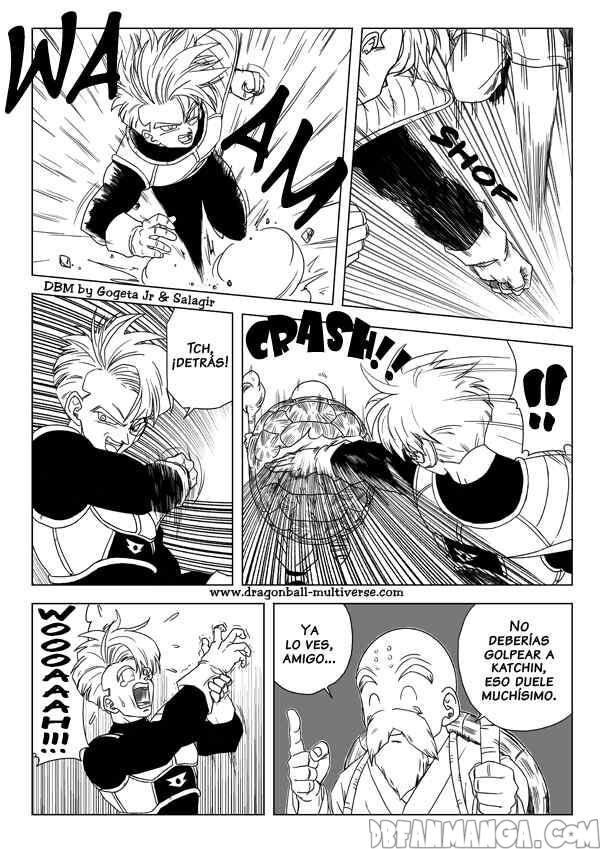 WA
AM
SHOF
DBM by Gogeta Jr & Salagir
TCH,
¡DETRÁS!
CRASH!!
!!
www.dragonball-multiverse.com
WOOOAAAH!!!
YA
LO VES,
AMIGO...
NO
DEBERÍAS
GOLPEAR A
KATCHIN,
ESO DUELE
MUCHÍSIMO.
DBFANMANGA.COM